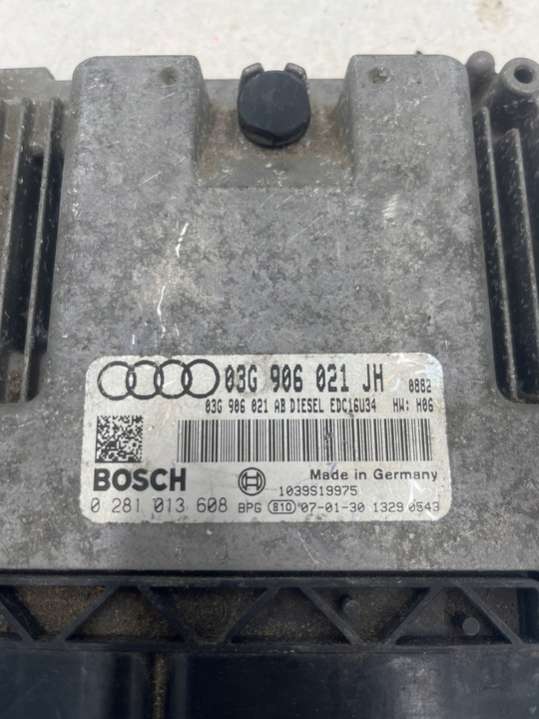 03G 906 021 JH 0882
03G 906 021 AB DIESEL EDC16U34 HW: H06
BOSCH
Made in Germany
1039S19975
0 281 013 608 BPG 810 07-01-30 1329 0543